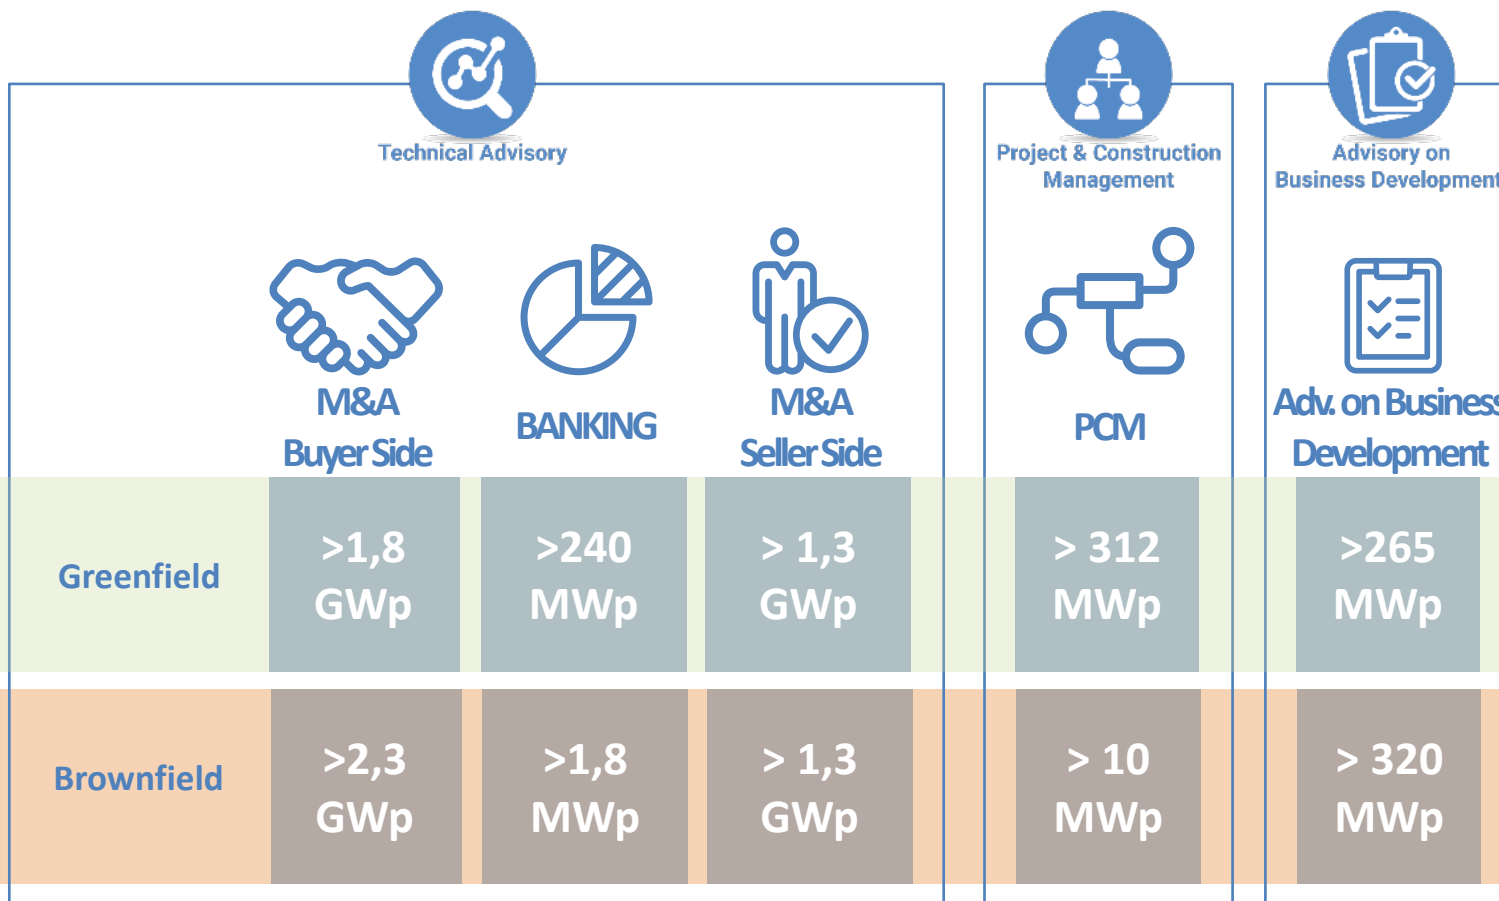 Technical Advisory
Project & Construction
Management
Advisory on
Business Development
M&A
Buyer Side
BANKING
M&A
Seller Side
PCM
Adv. on Business
Development
Greenfield
>1,8
GWp
>240
MWp
> 1,3
GWp
> 312
MWp
>265
MWp
Brownfield
>2,3
GWp
>1,8
MWp
> 1,3
GWp
> 10
MWp
> 320
MWp